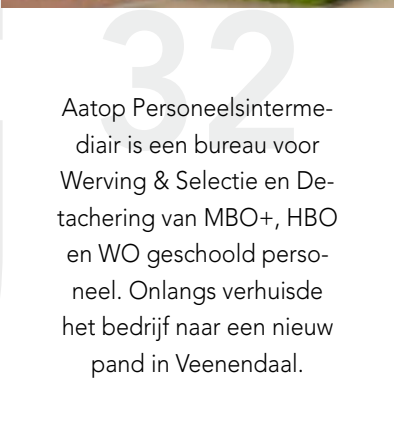 32
Aatop Personeelsinterme-
diair is een bureau voor
Werving & Selectie en De-
tachering van MBO+, HBO
en WO geschoold perso-
neel. Onlangs verhuisde
het bedrijf naar een nieuw
pand in Veenendaal.